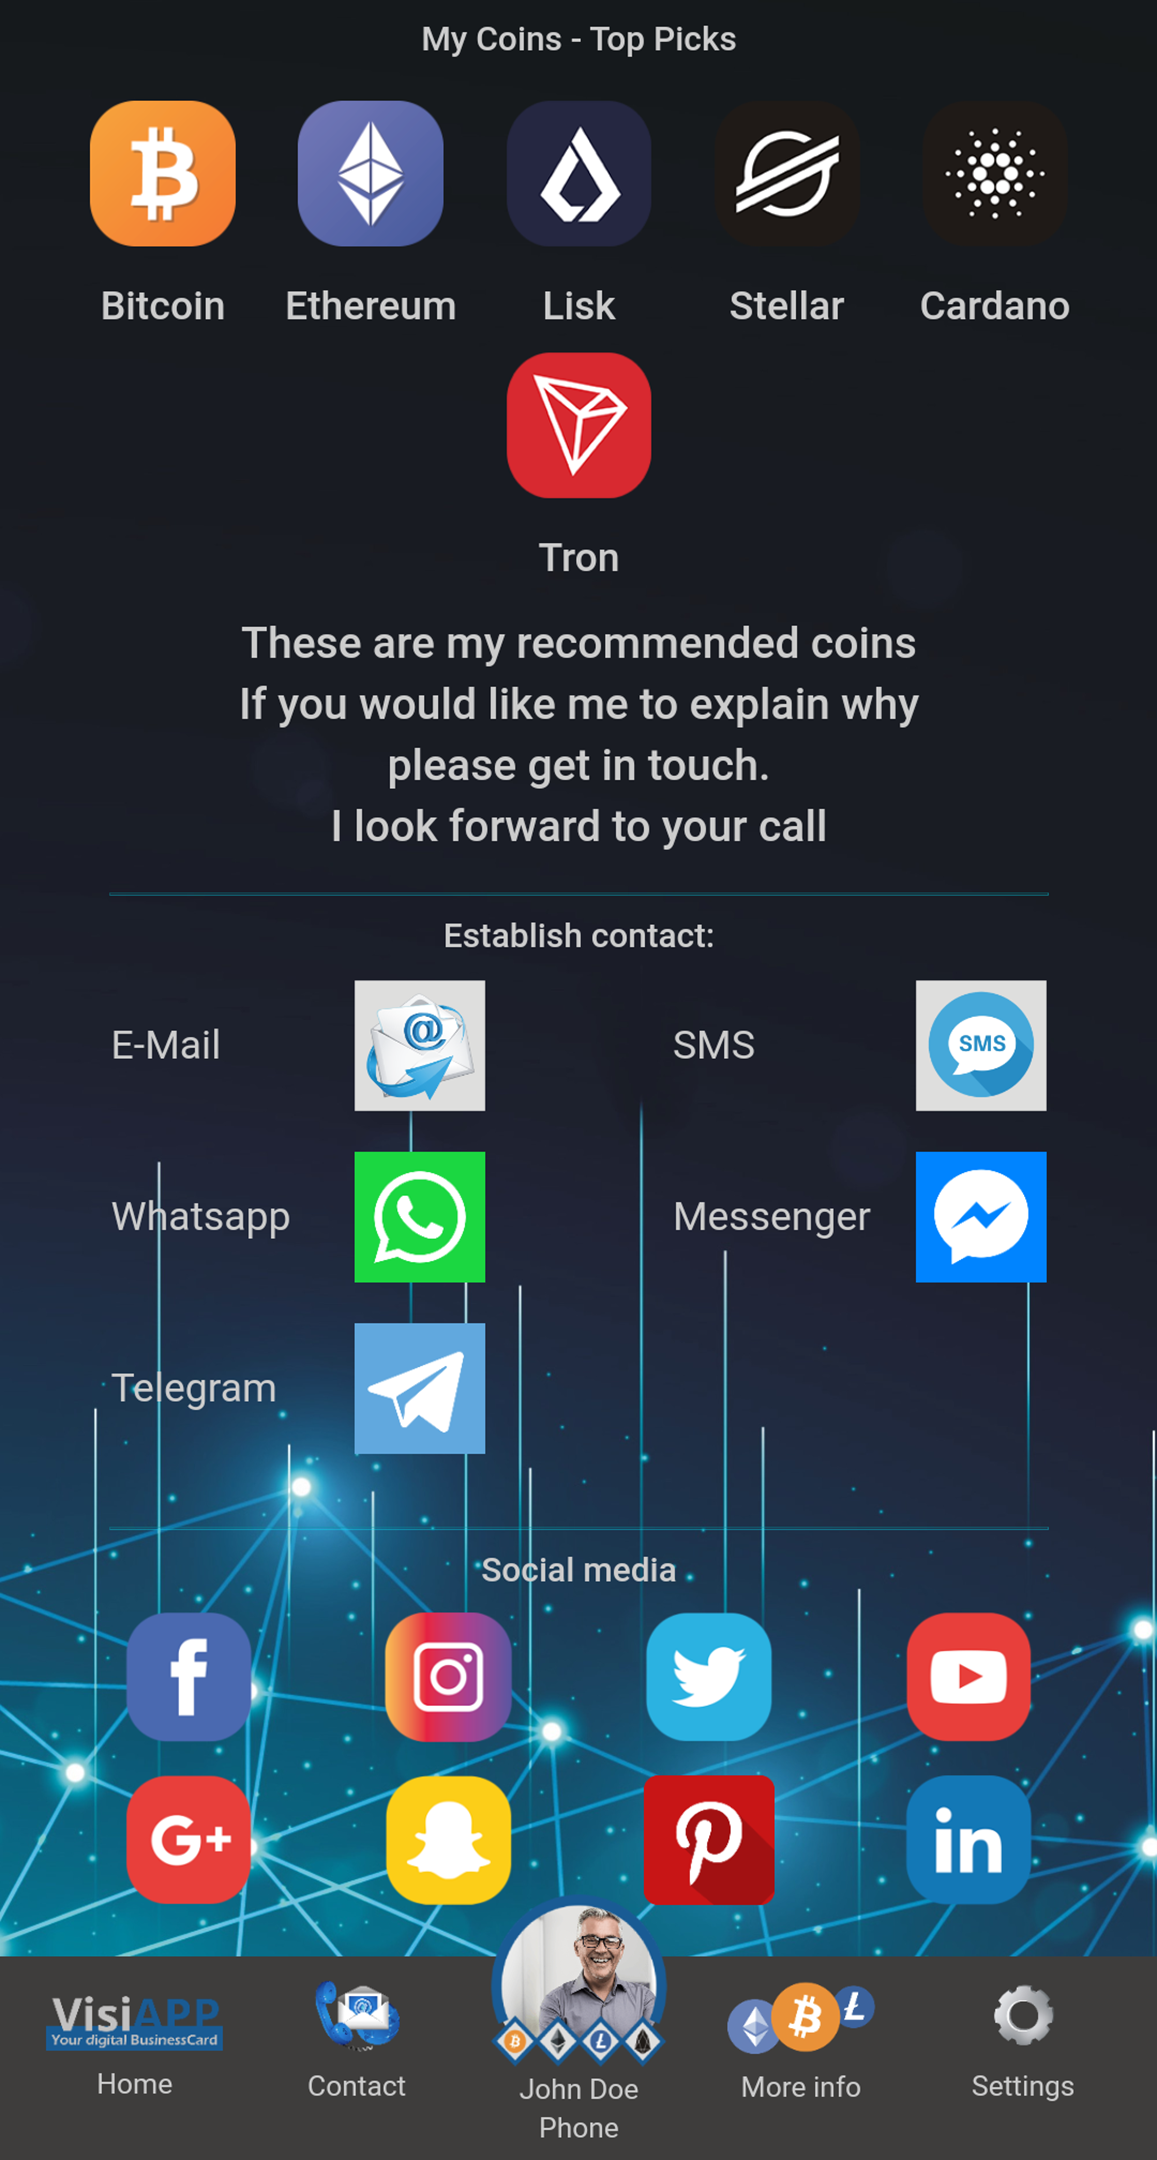 My Coins - Top Picks
Bitcoin Ethereum Lisk Stellar Cardano
Tron
These are my recommended coins
If you would like me to explain why
please get in touch.
I look forward to your call
Establish contact:
E-Mail SMS SMS
Whatsapp Messenger
Telegram
Social media
VisiAPP
Your digital BusinessCard
Home Contact John Doe More info Settings
Phone